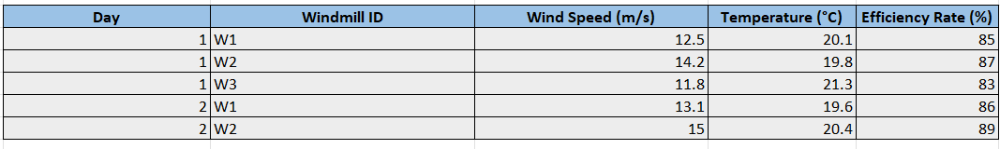 Day Windmill ID Wind Speed (m/s) Temperature (°C) Efficiency Rate (%)
1 W1 12.5 20.1 85
1 W2 14.2 19.8 87
1 W3 11.8 21.3 83
2 W1 13.1 19.6 86
2 W2 15 20.4 89